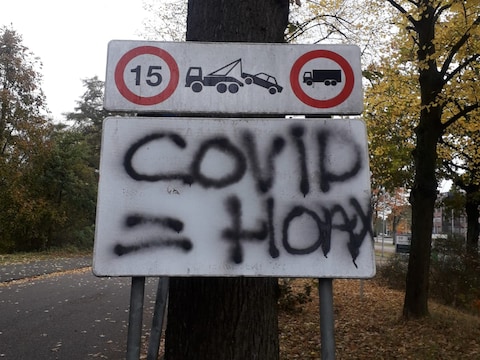 15
COVID
= HOAX